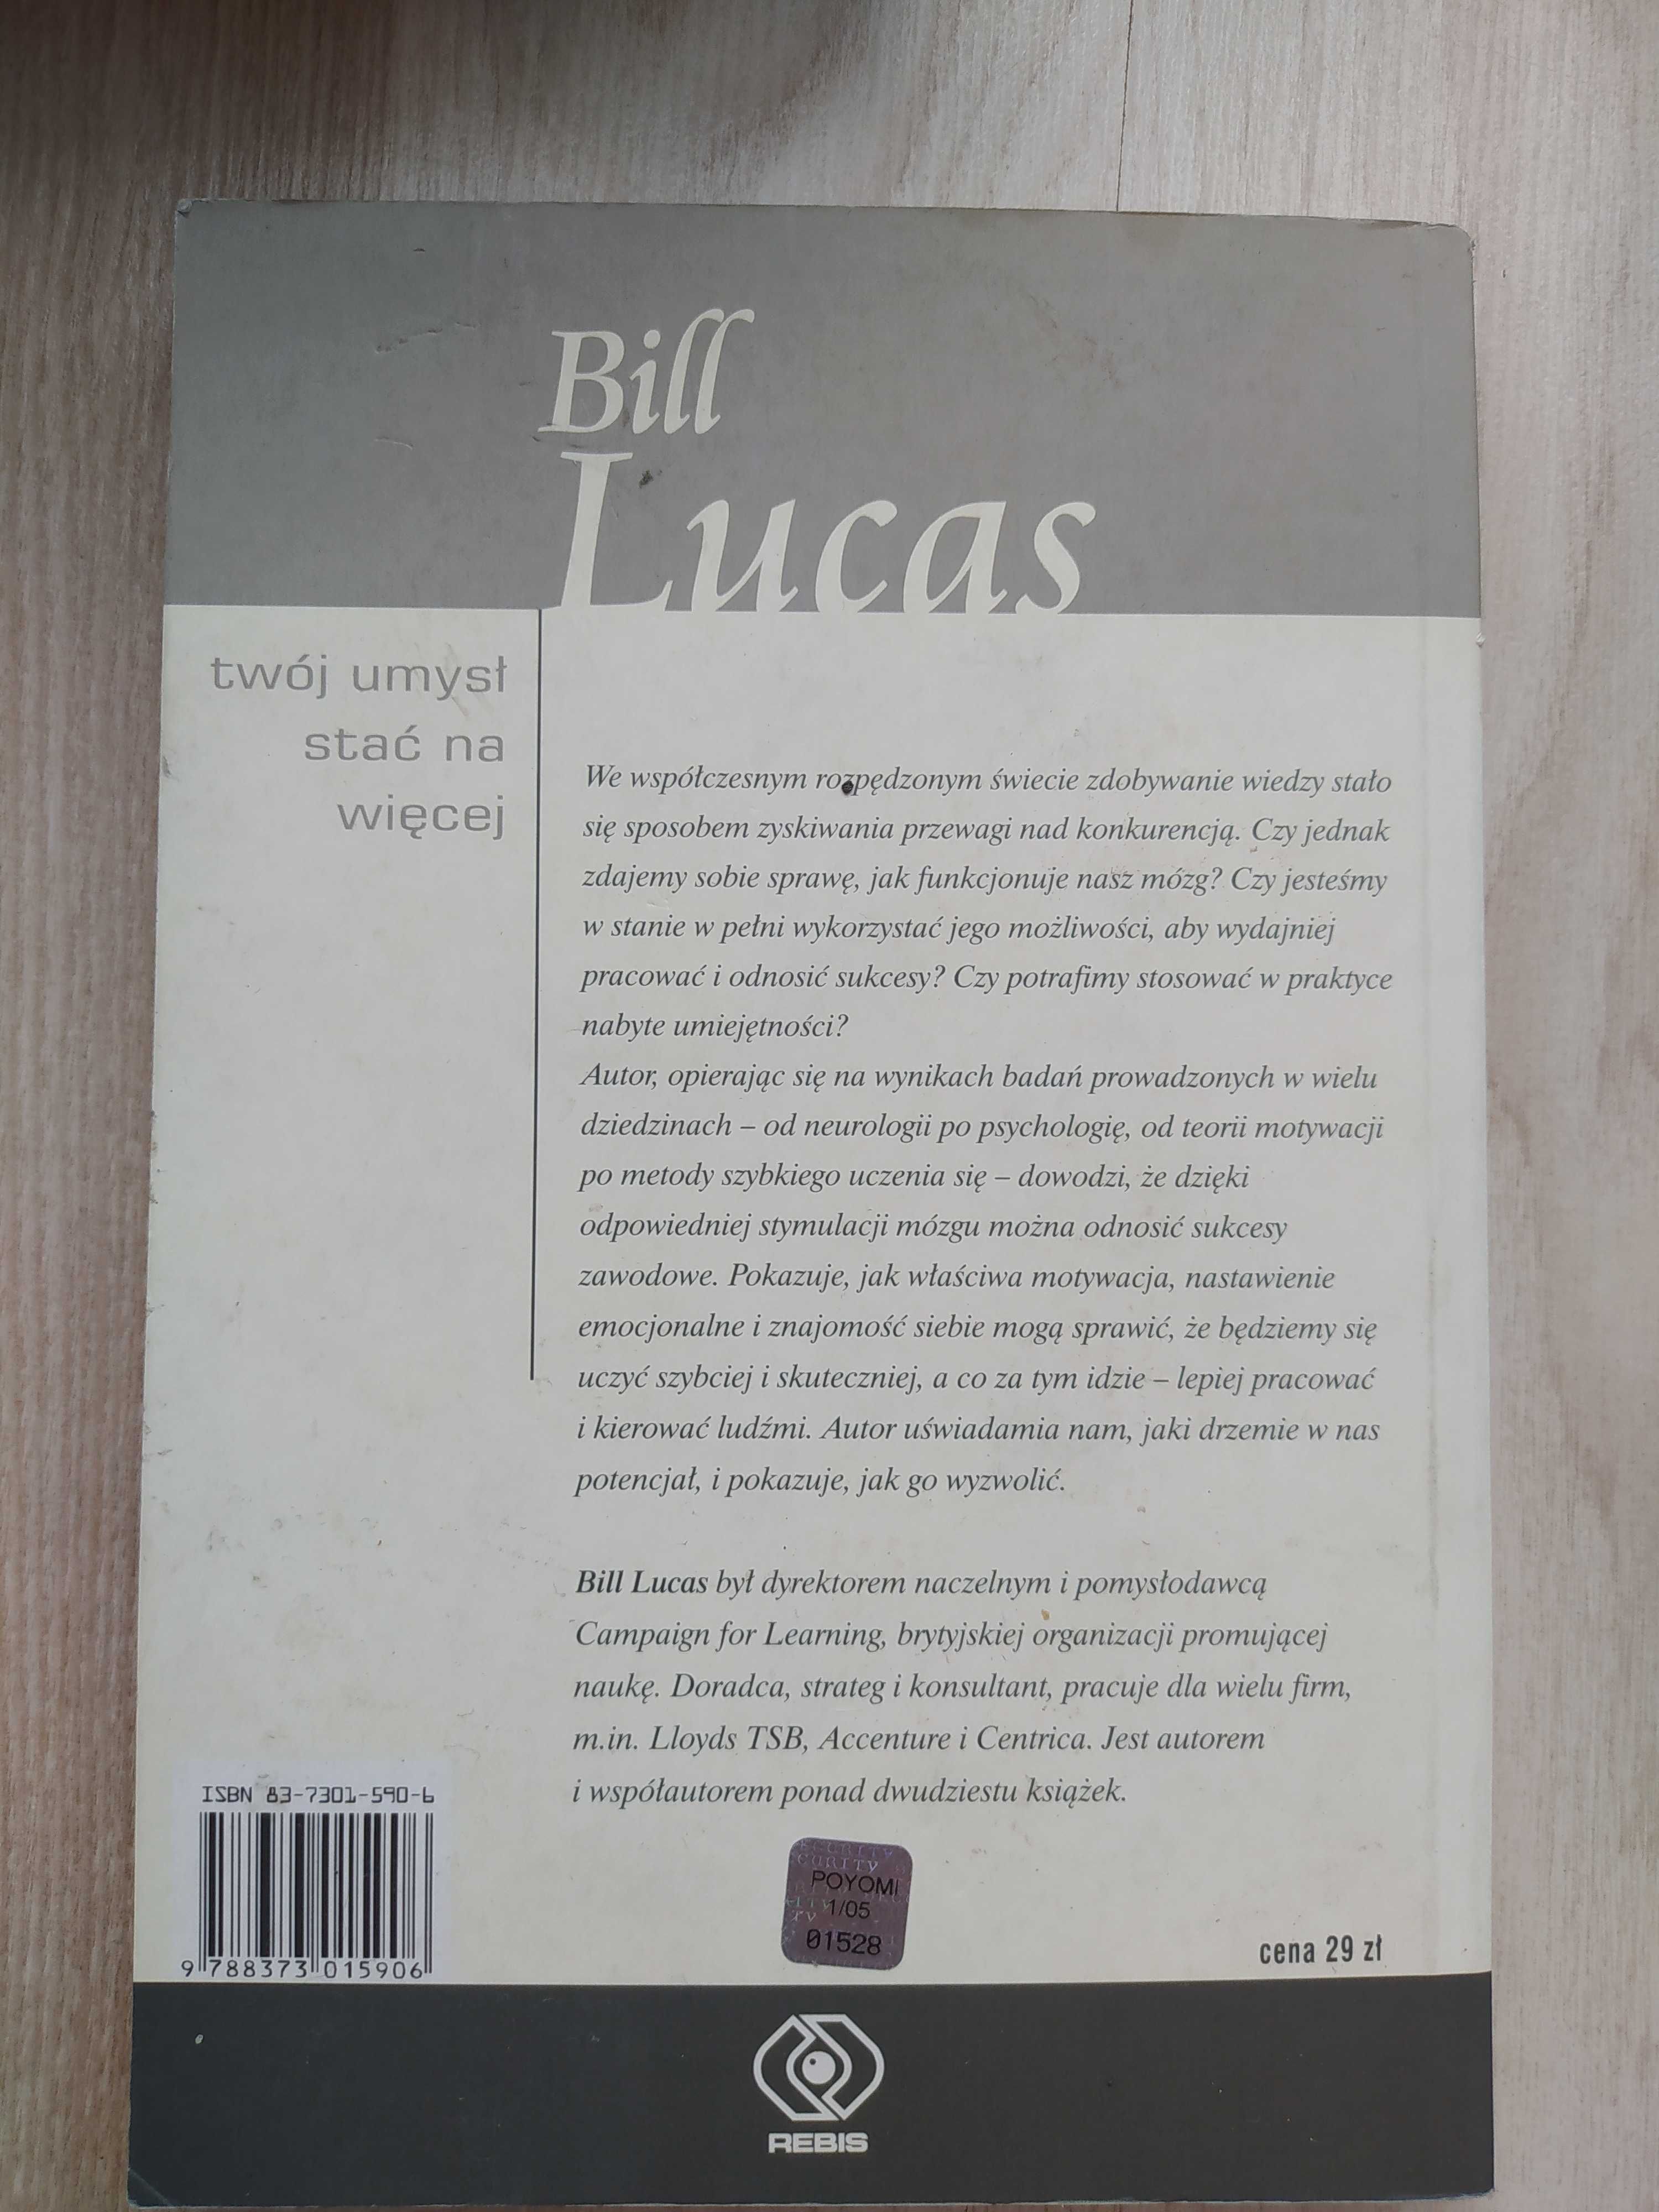 Bill
Lucas
twój umysł
stać na
więcej
We współczesnym rozpędzonym świecie zdobywanie wiedzy stało
się sposobem zyskiwania przewagi nad konkurencją. Czy jednak
zdajemy sobie sprawę, jak funkcjonuje nasz mózg? Czy jesteśmy
w stanie w pełni wykorzystać jego możliwości, aby wydajniej
pracować i odnosić sukcesy? Czy potrafimy stosować w praktyce
nabyte umiejętności?
Autor, opierając się na wynikach badań prowadzonych w wielu
dziedzinach – od neurologii po psychologię, od teorii motywacji
po metody szybkiego uczenia się – dowodzi, że dzięki
odpowiedniej stymulacji mózgu można odnosić sukcesy
zawodowe. Pokazuje, jak właściwa motywacja, nastawienie
emocjonalne i znajomość siebie mogą sprawić, że będziemy się
uczyć szybciej i skuteczniej, a co za tym idzie – lepiej pracować
i kierować ludźmi. Autor uświadamia nam, jaki drzemie w nas
potencjał, i pokazuje, jak go wyzwolić.
Bill Lucas był dyrektorem naczelnym i pomysłodawcą
Campaign for Learning, brytyjskiej organizacji promującej
naukę. Doradca, strateg i konsultant, pracuje dla wielu firm,
m.in. Lloyds TSB, Accenture i Centrica. Jest autorem
i współautorem ponad dwudziestu książek.
ISBN 83-7301-590-6
9 788373 015906
POYOMI
1/05
01528
cena 29 zł
REBIS